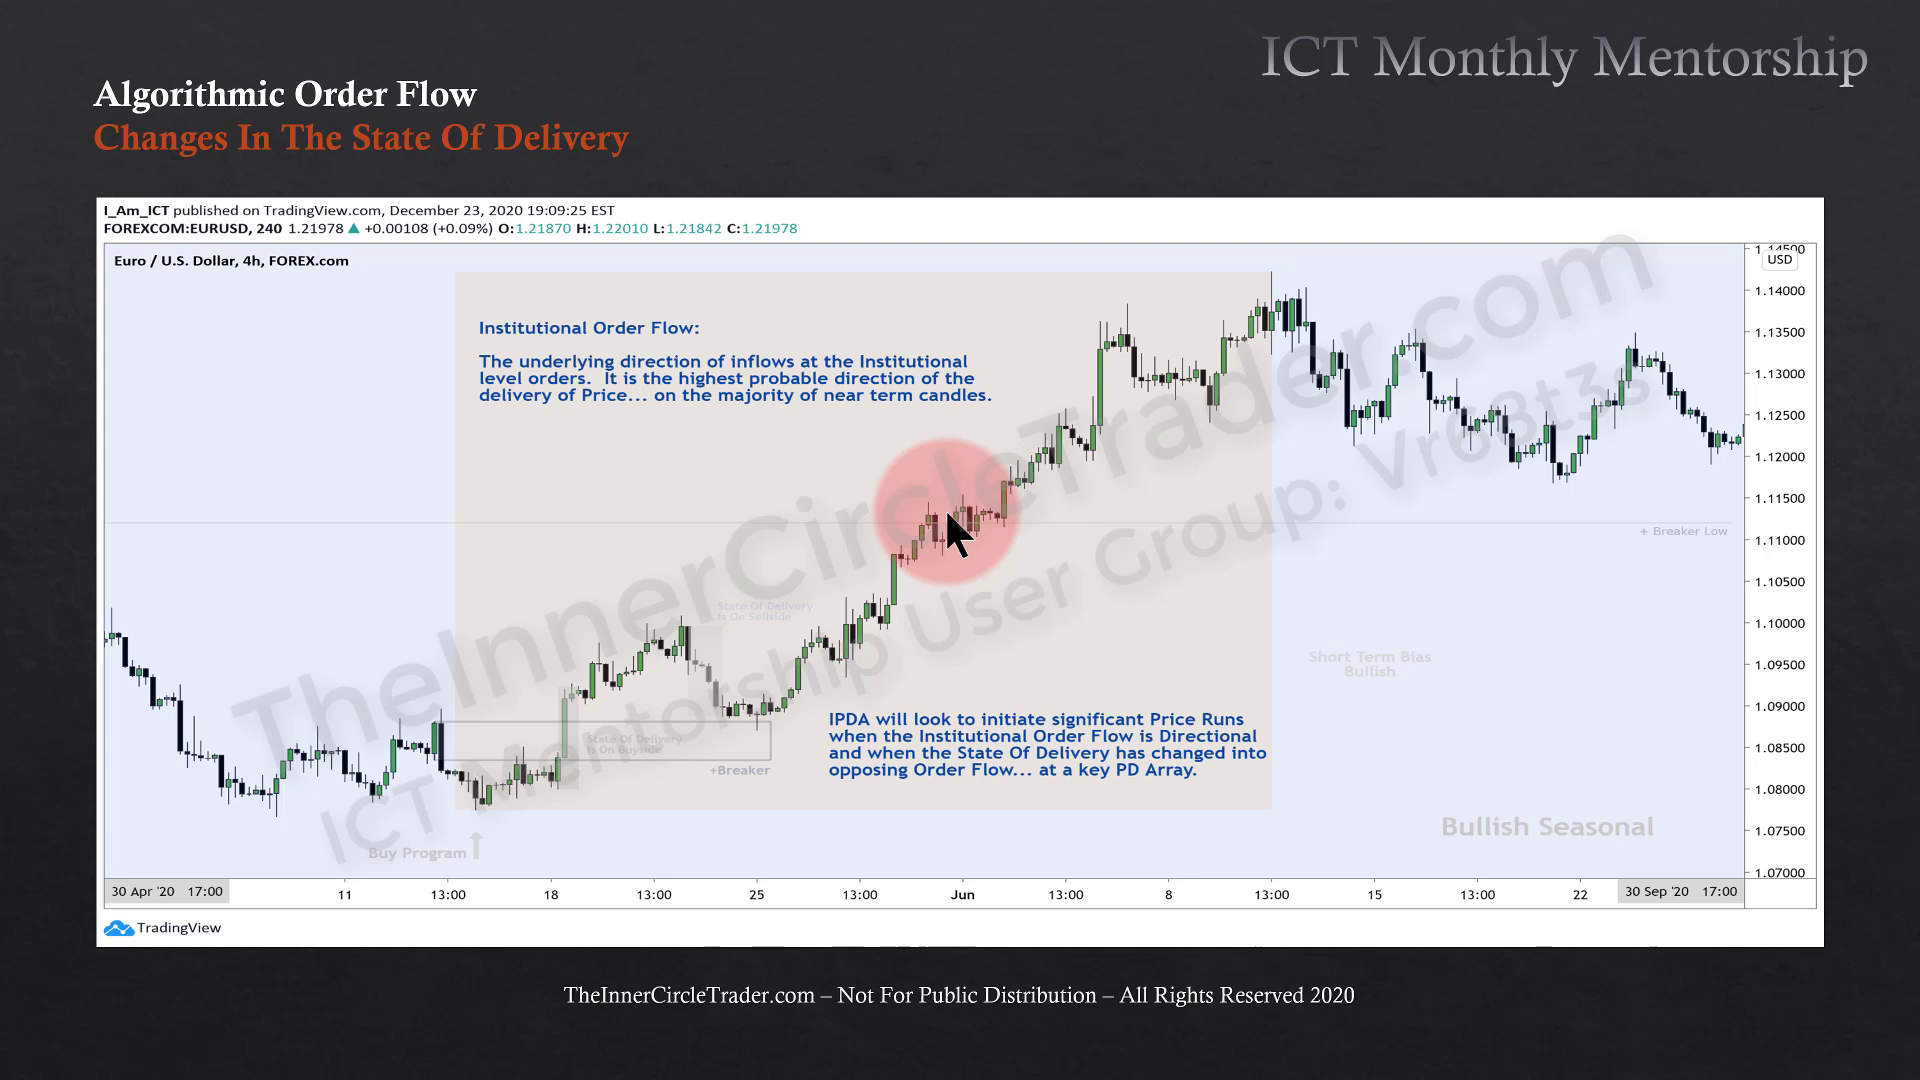 ICT Monthly Mentorship
Algorithmic Order Flow
Changes In The State Of Delivery
I_Am_ICT published on TradingView.com, December 23, 2020 19:09:25 EST
FOREXCOM:EURUSD, 240 1.21978 ▲ +0.00108 (+0.09%) O:1.21870 H:1.22010 L:1.21842 C:1.21978
Euro / U.S. Dollar, 4h, FOREX.com
1.14500
USD
1.14000
1.13500
1.13000
1.12500
1.12000
1.11500
1.11000
1.10500
1.10000
1.09500
1.09000
1.08500
1.08000
1.07500
1.07000
Institutional Order Flow:
The underlying direction of inflows at the Institutional
level orders. It is the highest probable direction of the
delivery of Price... on the majority of near term candles.
+ Breaker Low
State Of Delivery
Is On Sellside
Short Term Bias
Bullish
IPDA will look to initiate significant Price Runs
when the Institutional Order Flow is Directional
and when the State Of Delivery has changed into
opposing Order Flow... at a key PD Array.
State Of Delivery
Is On Buyside
+Breaker
Buy Program
Bullish Seasonal
TheInnerCircleTrader.com
ICT Mentorship User Group: Vr68t3s
30 Apr '20 17:00 11 13:00 18 13:00 25 13:00 Jun 13:00 8 13:00 15 13:00 22 30 Sep '20 17:00
TradingView
TheInnerCircleTrader.com – Not For Public Distribution – All Rights Reserved 2020